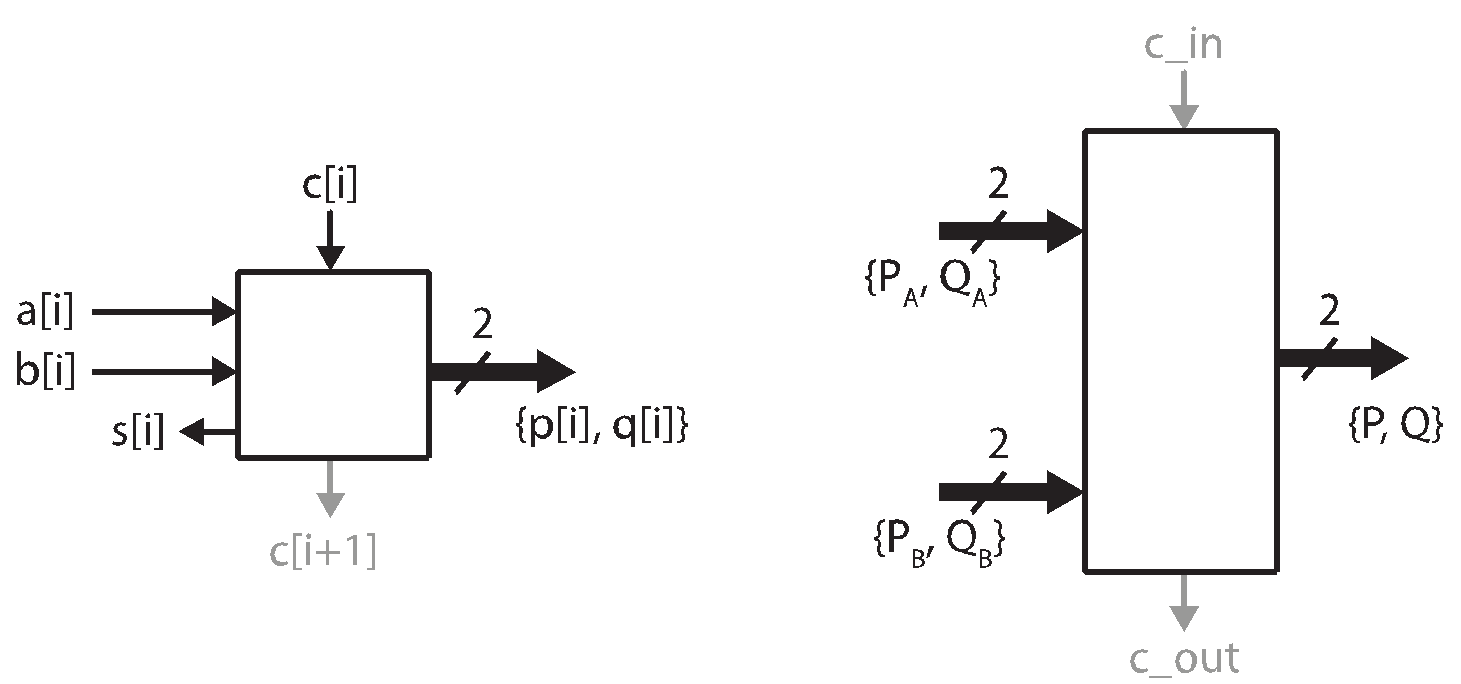 c[i]
a[i]
b[i]
s[i]
2
{p[i], q[i]}
c[i+1]
c_in
2
{P_A, Q_A}
2
{P_B, Q_B}
2
{P, Q}
c_out